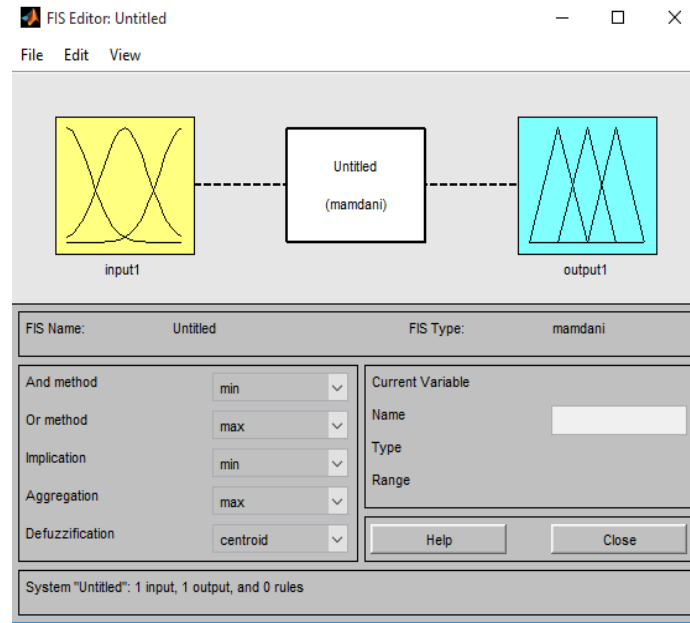 FIS Editor: Untitled
File Edit View
Untitled
(mamdani)
input1
output1
FIS Name: Untitled FIS Type: mamdani
And method min
Or method max
Implication min
Aggregation max
Defuzzification centroid
Current Variable
Name
Type
Range
Help Close
System "Untitled": 1 input, 1 output, and 0 rules